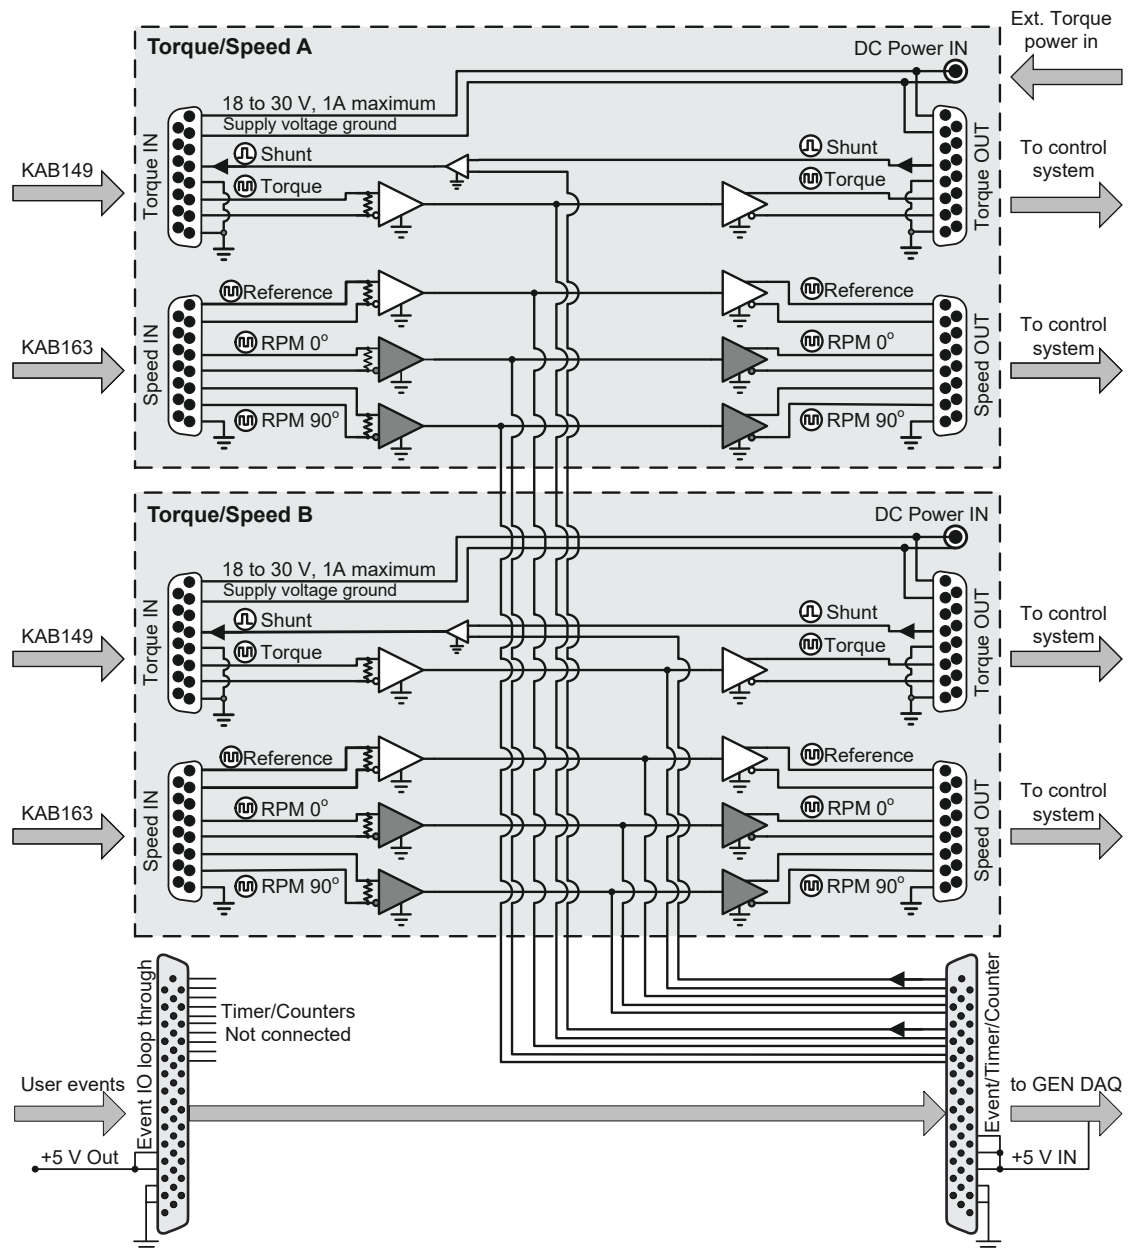 Ext. Torque
power in
Torque/Speed A
DC Power IN
18 to 30 V, 1A maximum
Supply voltage ground
Torque IN
Shunt
Torque
Shunt
Torque
Torque OUT
KAB149
To control
system
Reference
RPM 0°
RPM 90°
Speed IN
Reference
RPM 0°
RPM 90°
Speed OUT
KAB163
To control
system
Torque/Speed B
DC Power IN
18 to 30 V, 1A maximum
Supply voltage ground
Torque IN
Shunt
Torque
Shunt
Torque
Torque OUT
KAB149
To control
system
Reference
RPM 0°
RPM 90°
Speed IN
Reference
RPM 0°
RPM 90°
Speed OUT
KAB163
To control
system
Event IO loop through
Timer/Counters
Not connected
Event/Timer/Counter
User events
to GEN DAQ
+5 V Out
+5 V IN